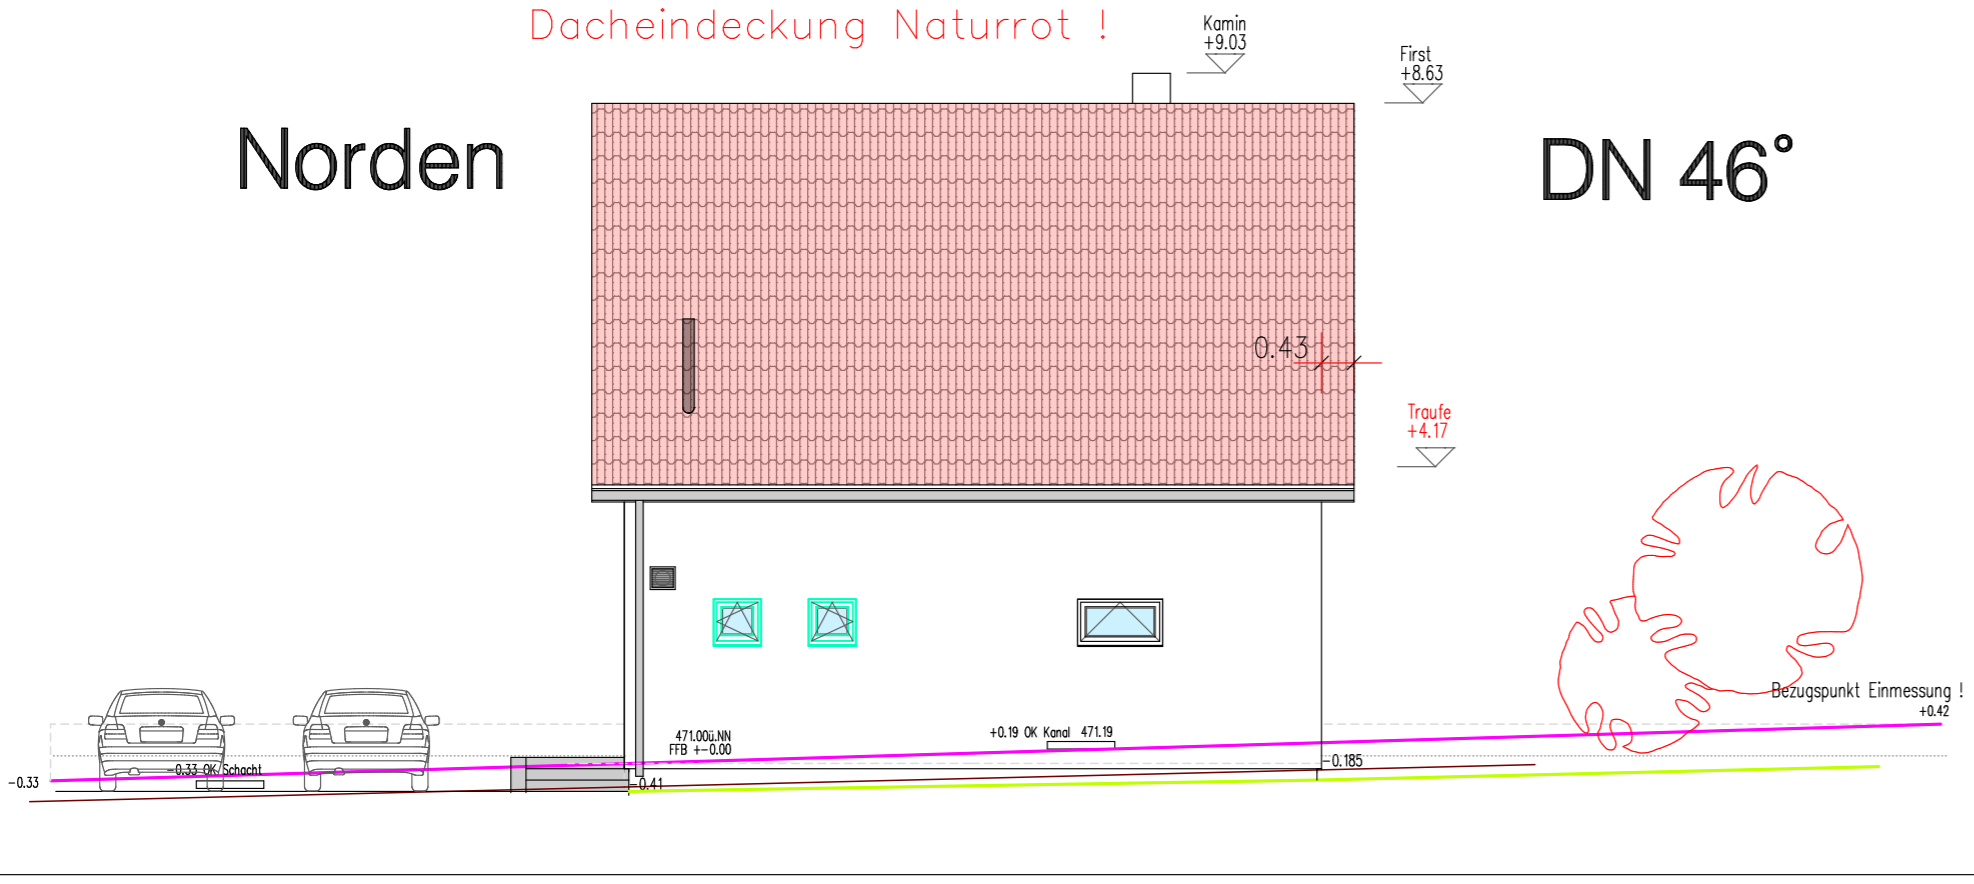 Dacheindeckung Naturrot !
Kamin
+9.03
First
+8.63
Norden
DN 46°
0.43
Traufe
+4.17
Bezugspunkt Einmessung !
+0.42
471.00ü.NN
FFB +-0.00
+0.19 OK Kanal 471.19
-0.185
-0.33 OK Schacht
-0.33
-0.41